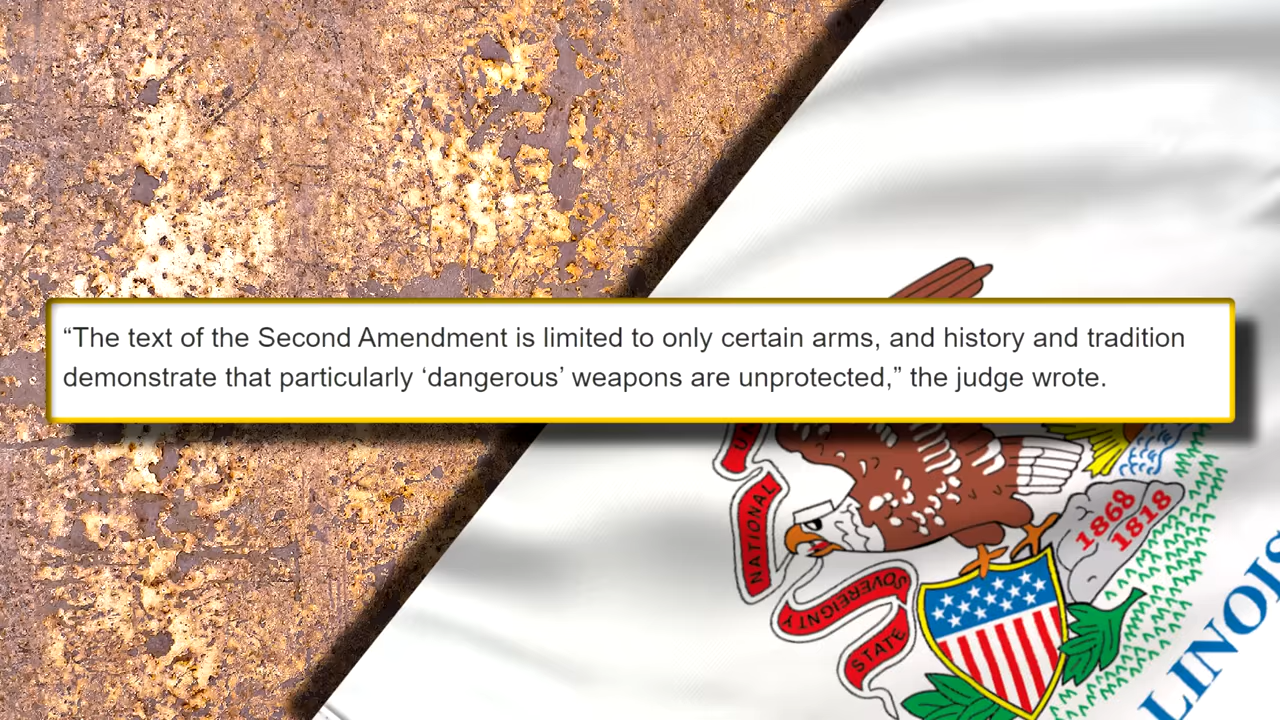 “The text of the Second Amendment is limited to only certain arms, and history and tradition
demonstrate that particularly ‘dangerous’ weapons are unprotected,” the judge wrote.
NATIONAL
SOVEREIGNTY
STATE
1868
1818
LINOIS